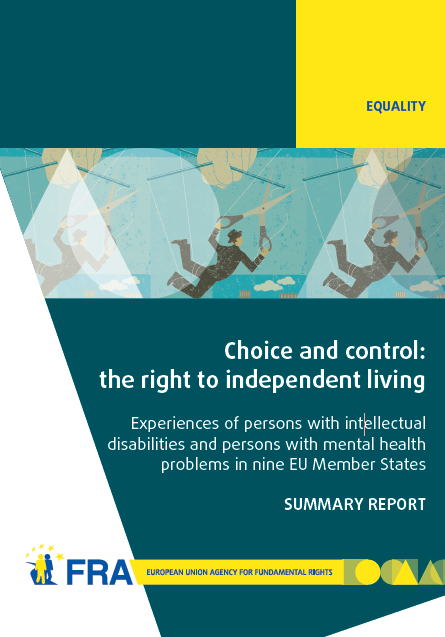 EQUALITY
Choice and control:
the right to independent living
Experiences of persons with intellectual
disabilities and persons with mental health
problems in nine EU Member States
SUMMARY REPORT
FRA
EUROPEAN UNION AGENCY FOR FUNDAMENTAL RIGHTS